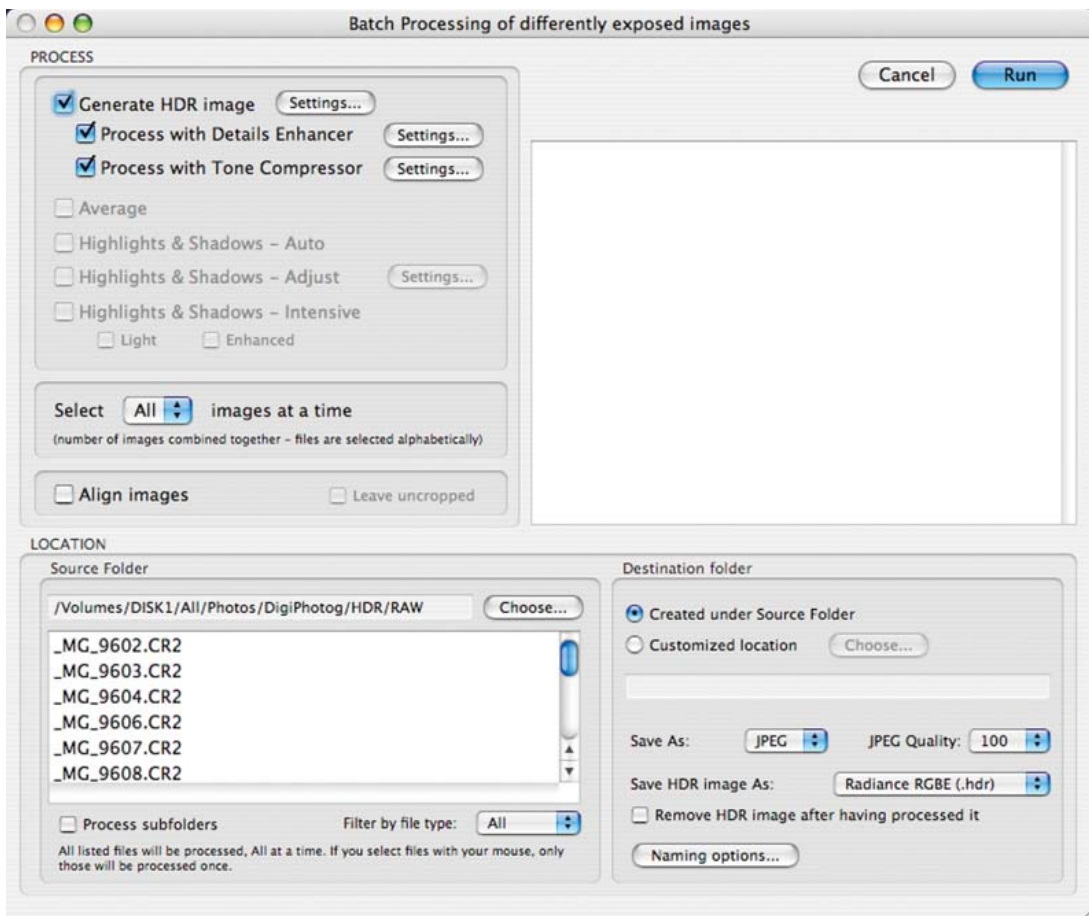 Batch Processing of differently exposed images
PROCESS
Cancel
Run
Generate HDR image
Settings...
Process with Details Enhancer
Settings...
Process with Tone Compressor
Settings...
Average
Highlights & Shadows – Auto
Highlights & Shadows – Adjust
Settings...
Highlights & Shadows – Intensive
Light
Enhanced
Select All images at a time
(number of images combined together – files are selected alphabetically)
Align images
Leave uncropped
LOCATION
Source Folder
/Volumes/DISK1/All/Photos/DigiPhotog/HDR/RAW
Choose...
_MG_9602.CR2
_MG_9603.CR2
_MG_9604.CR2
_MG_9606.CR2
_MG_9607.CR2
_MG_9608.CR2
Process subfolders
Filter by file type: All
All listed files will be processed, All at a time. If you select files with your mouse, only
those will be processed once.
Destination folder
Created under Source Folder
Customized location
Choose...
Save As: JPEG
JPEG Quality: 100
Save HDR image As: Radiance RGBE (.hdr)
Remove HDR image after having processed it
Naming options...